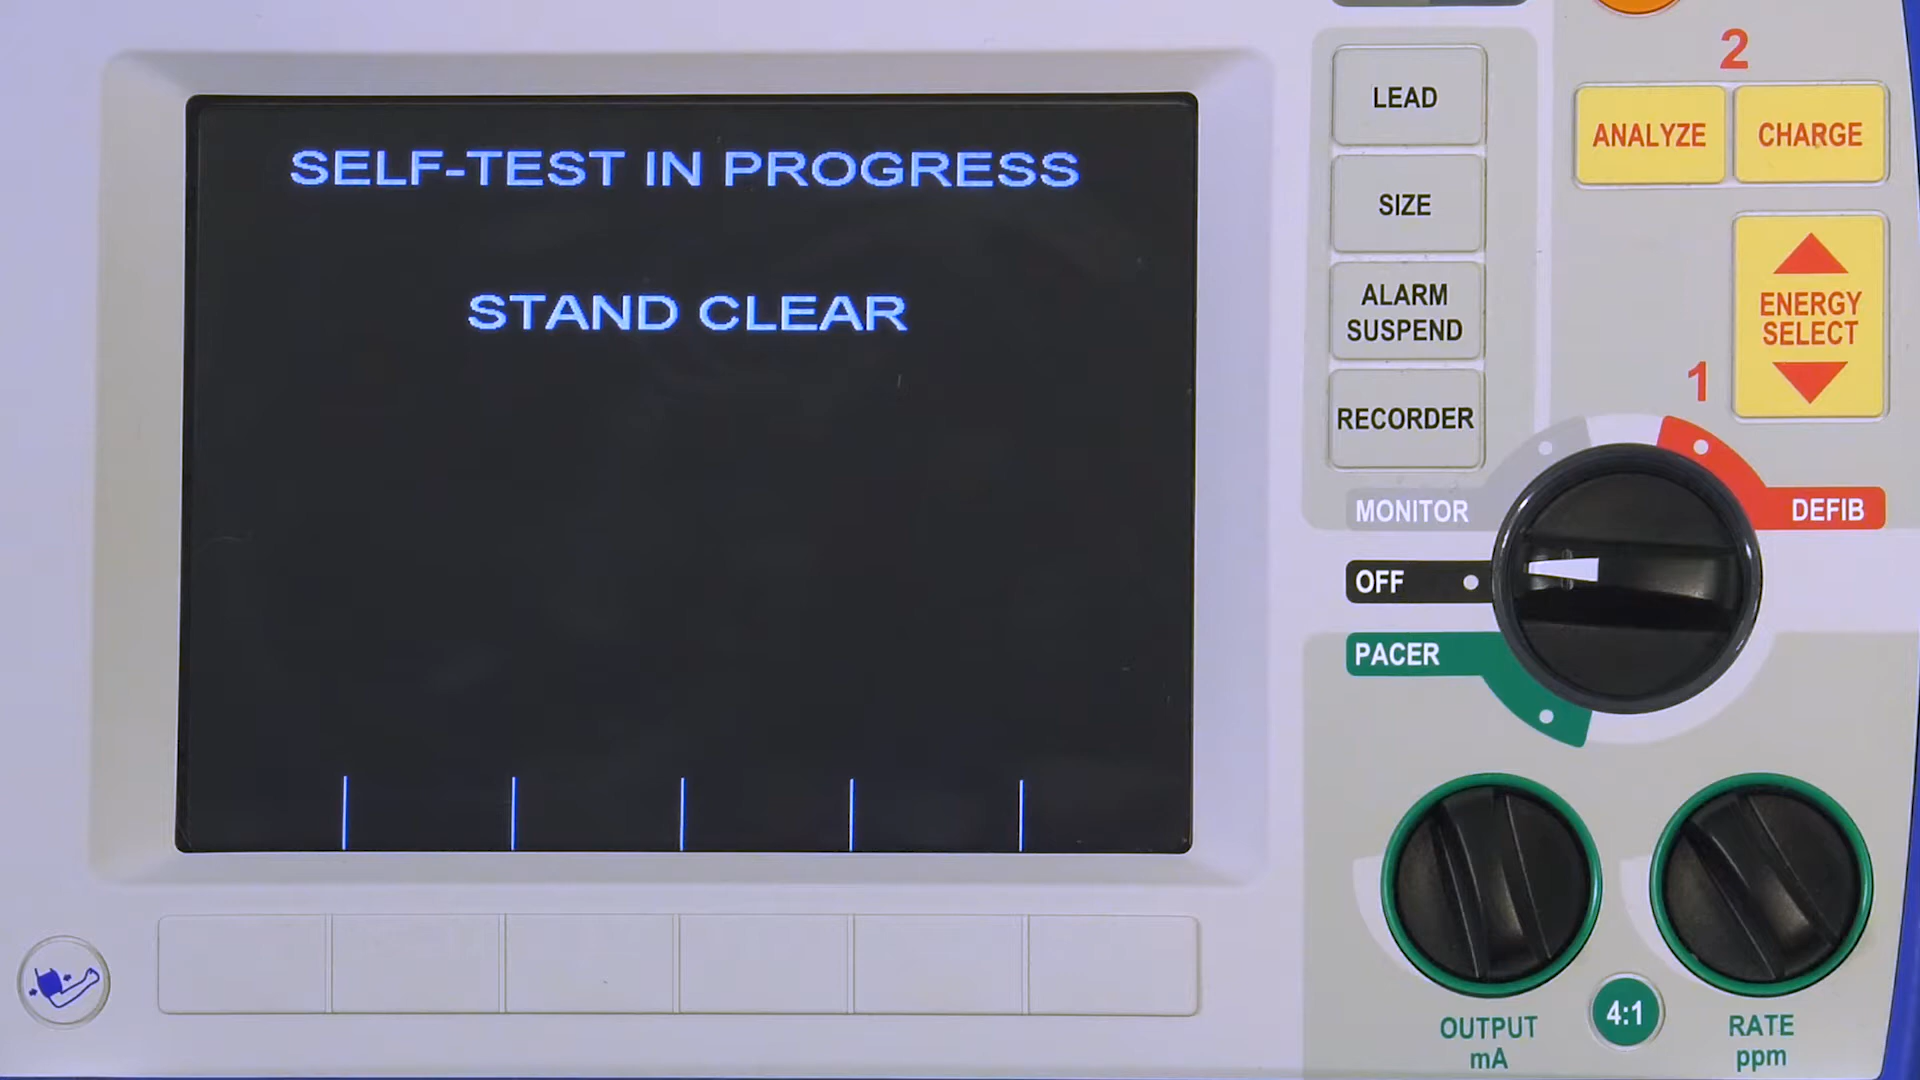 SELF-TEST IN PROGRESS
STAND CLEAR
LEAD
SIZE
ALARM
SUSPEND
RECORDER
2
ANALYZE
CHARGE
ENERGY
SELECT
1
MONITOR
DEFIB
OFF
PACER
OUTPUT
mA
4:1
RATE
ppm